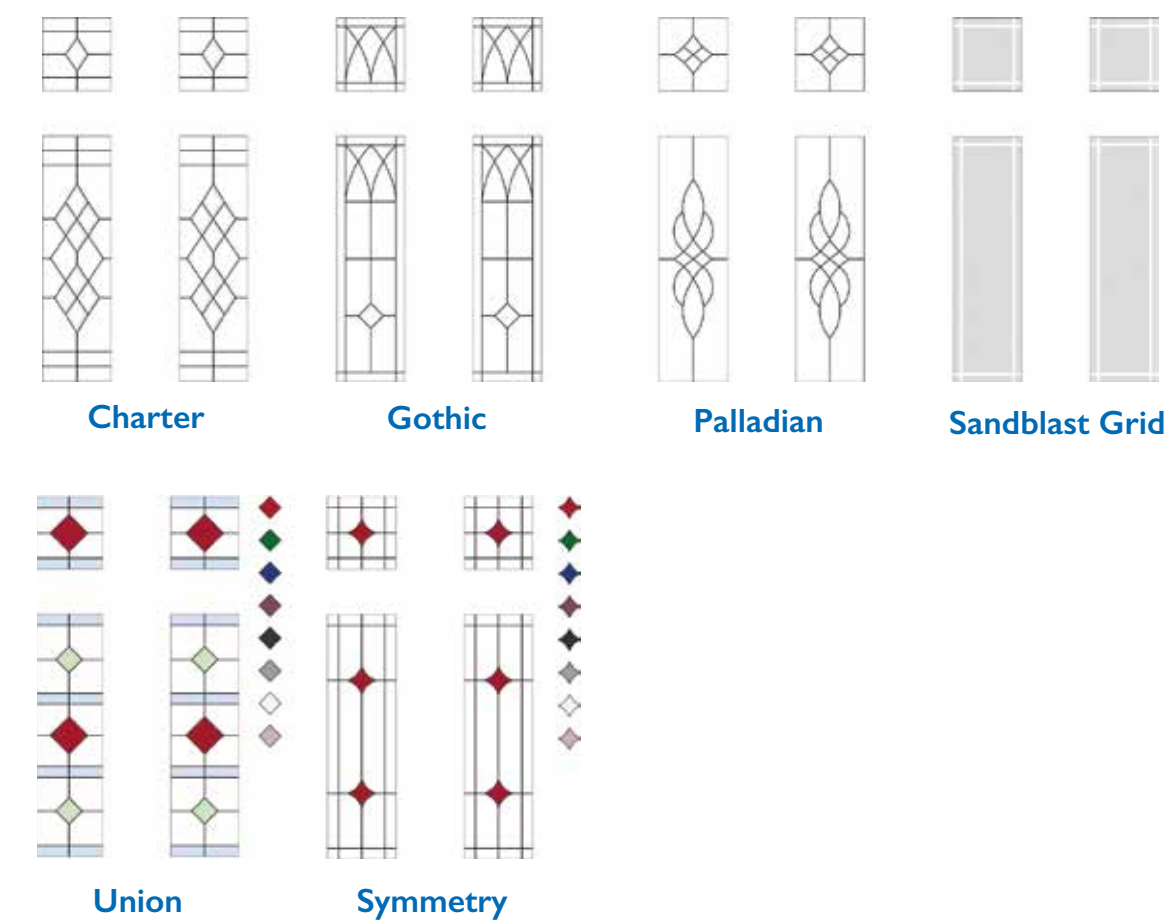 Charter
Gothic
Palladian
Sandblast Grid
Union
Symmetry